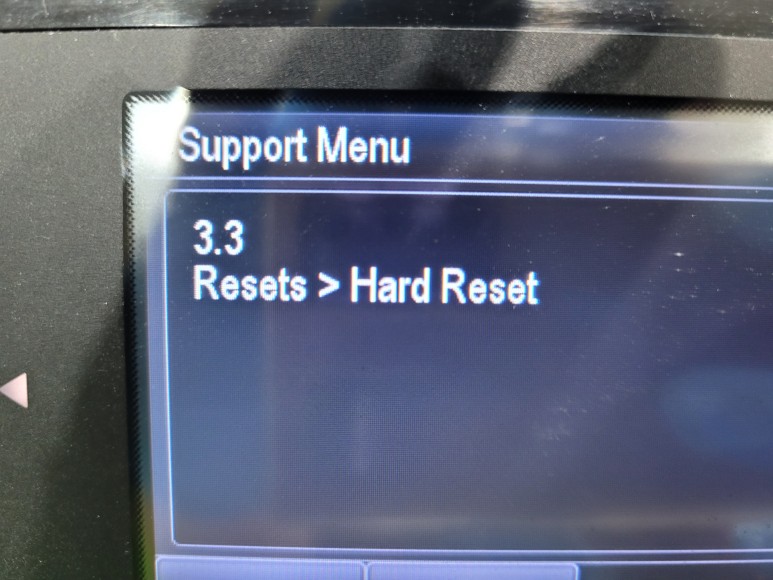 Support Menu
3.3
Resets > Hard Reset